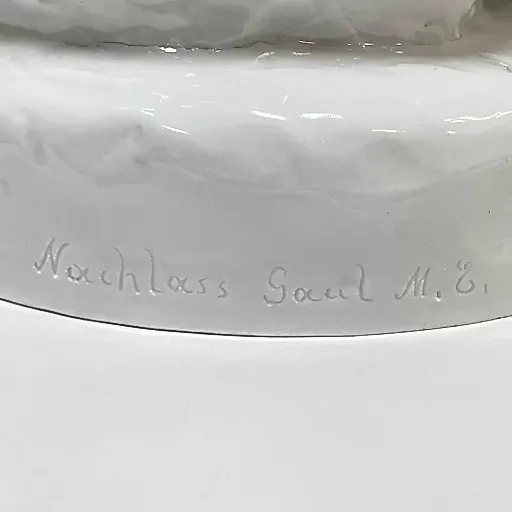 Nachlass Gaul M. Ë.